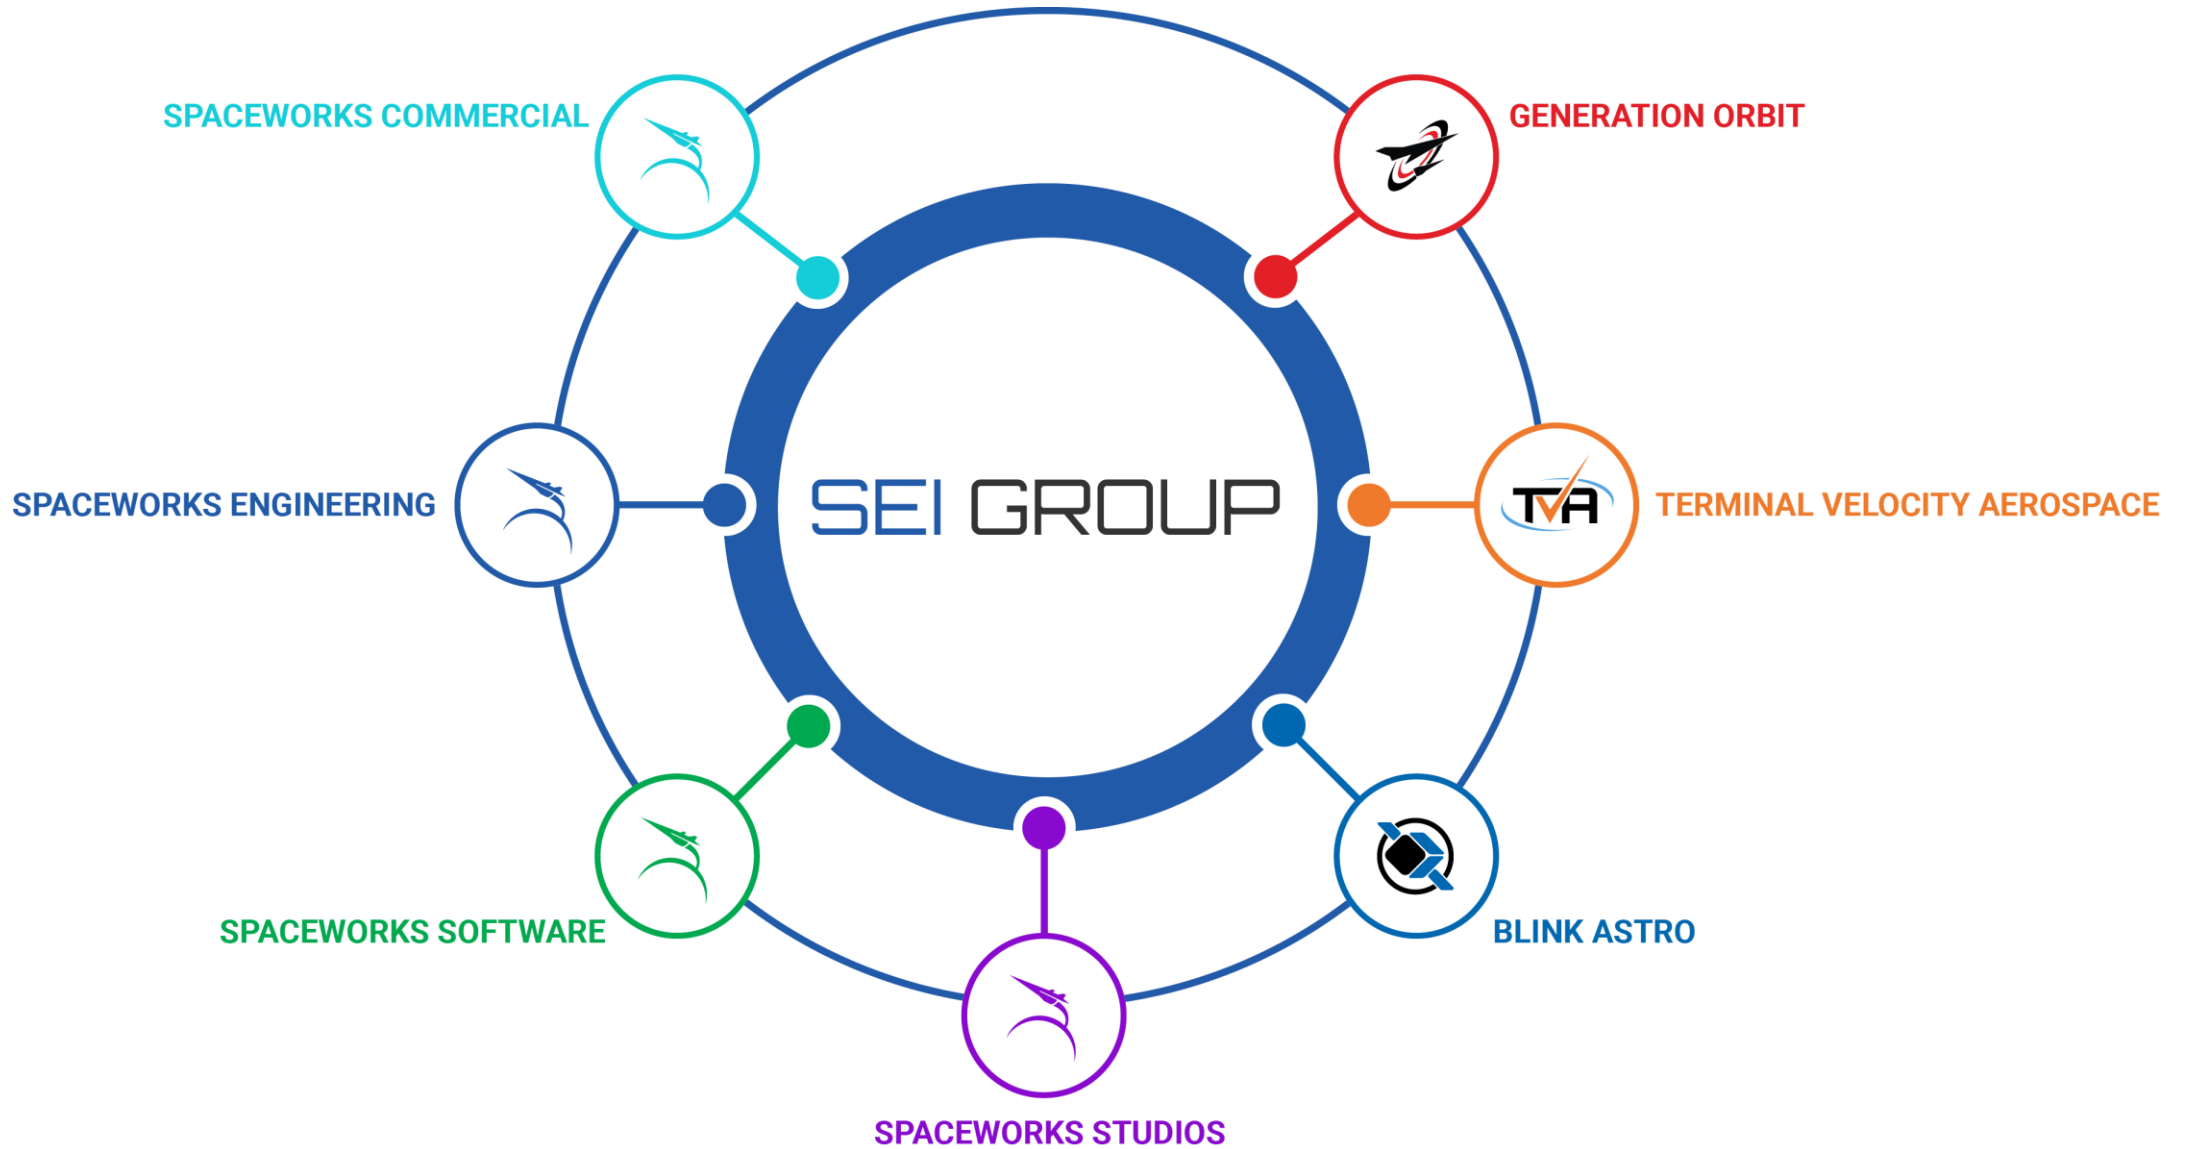 SPACEWORKS COMMERCIAL
GENERATION ORBIT
SPACEWORKS ENGINEERING
SEI GROUP
TVA
TERMINAL VELOCITY AEROSPACE
SPACEWORKS SOFTWARE
BLINK ASTRO
SPACEWORKS STUDIOS